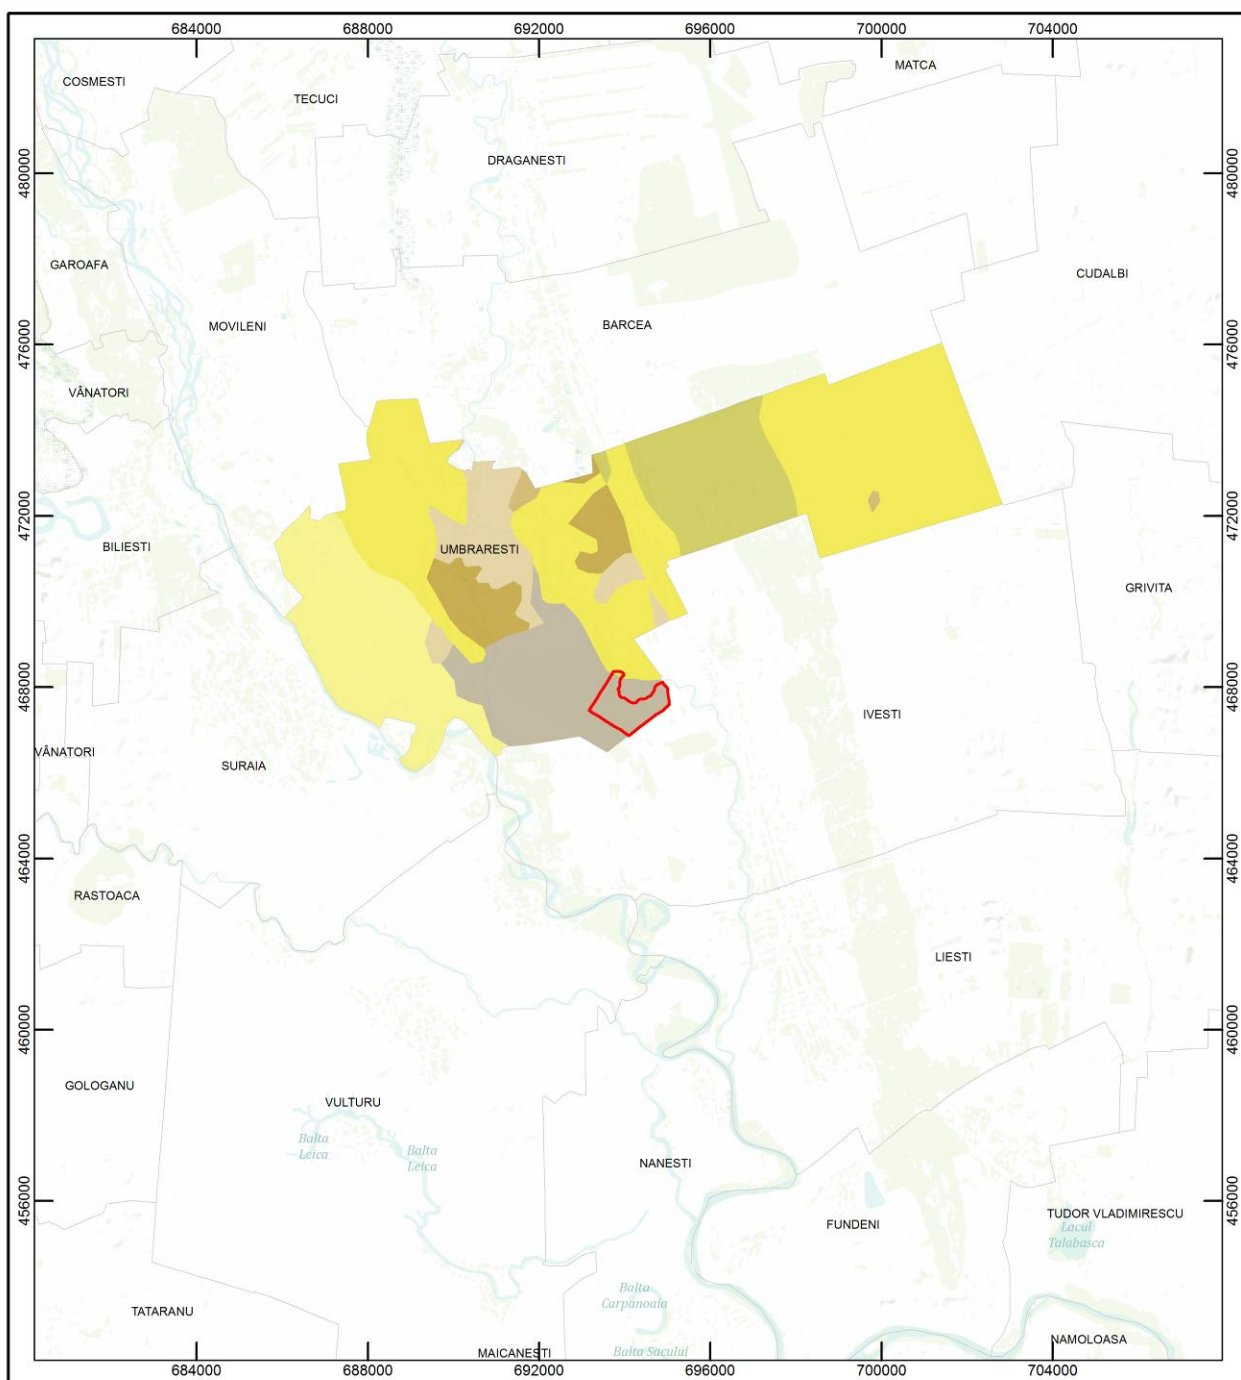 684000 688000 692000 696000 700000 704000
MATCA
COSMESTI
TECUCI
DRAGANESTI
480000 480000
GAROAFA
CUDALBI
MOVILENI
BARCEA
476000 476000
VÂNATORI
472000 472000
BILIESTI
UMBRARESTI
GRIVITA
468000 468000
IVESTI
VÂNATORI
SURAIA
464000 464000
RASTOACA
LIESTI
460000 460000
GOLOGANU
VULTURU
Balta
Leica
Balta
Leica
NANESTI
456000 456000
TUDOR VLADIMIRESCU
FUNDENI
Lacul
Talabasca
Balta
Carpanoaia
TATARANU
NAMOLOASA
MAICANESTI
Balta Sacului
684000 688000 692000 696000 700000 704000